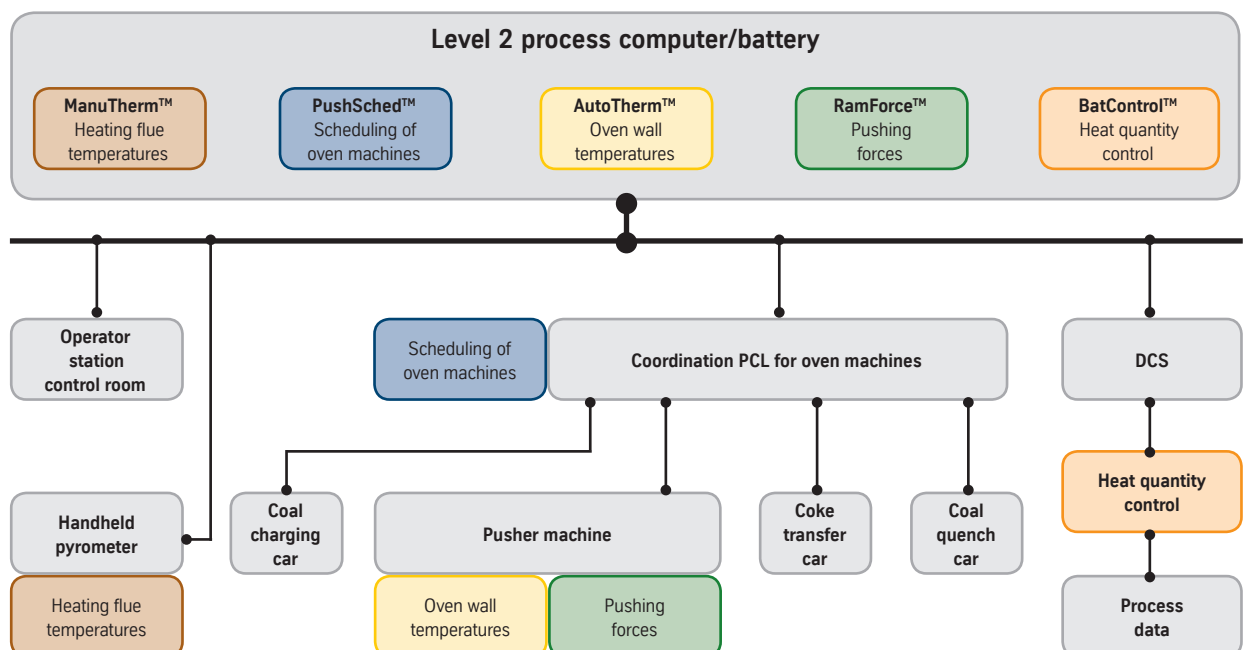 Level 2 process computer/battery
ManuTherm™
Heating flue
temperatures
PushSched™
Scheduling of
oven machines
AutoTherm™
Oven wall
temperatures
RamForce™
Pushing
forces
BatControl™
Heat quantity
control
Operator
station
control room
Scheduling of
oven machines
Coordination PCL for oven machines
DCS
Heat quantity
control
Handheld
pyrometer
Coal
charging
car
Pusher machine
Coke
transfer
car
Coal
quench
car
Heating flue
temperatures
Oven wall
temperatures
Pushing
forces
Process
data